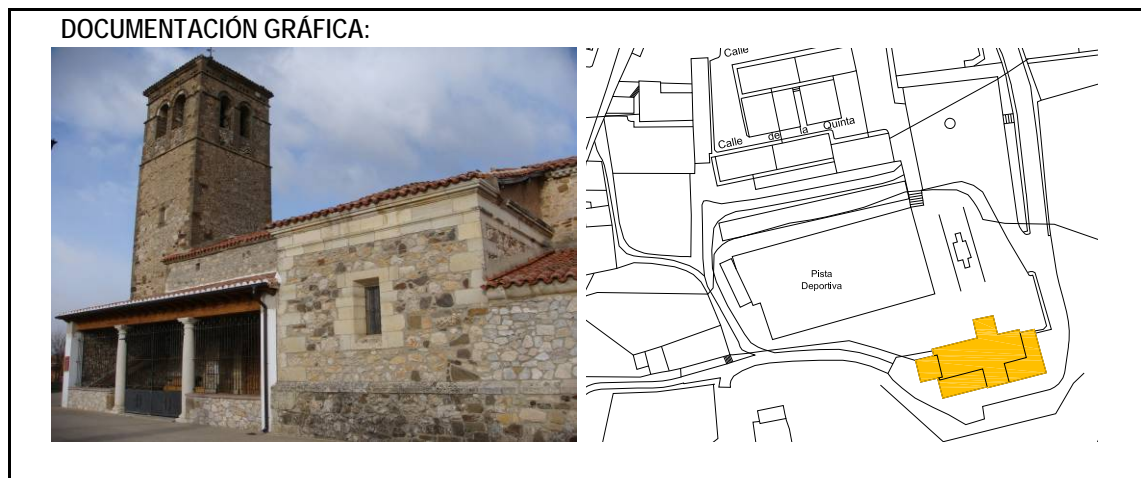 DOCUMENTACIÓN GRÁFICA:
Calle
Calle de la Quinta
Pista
Deportiva